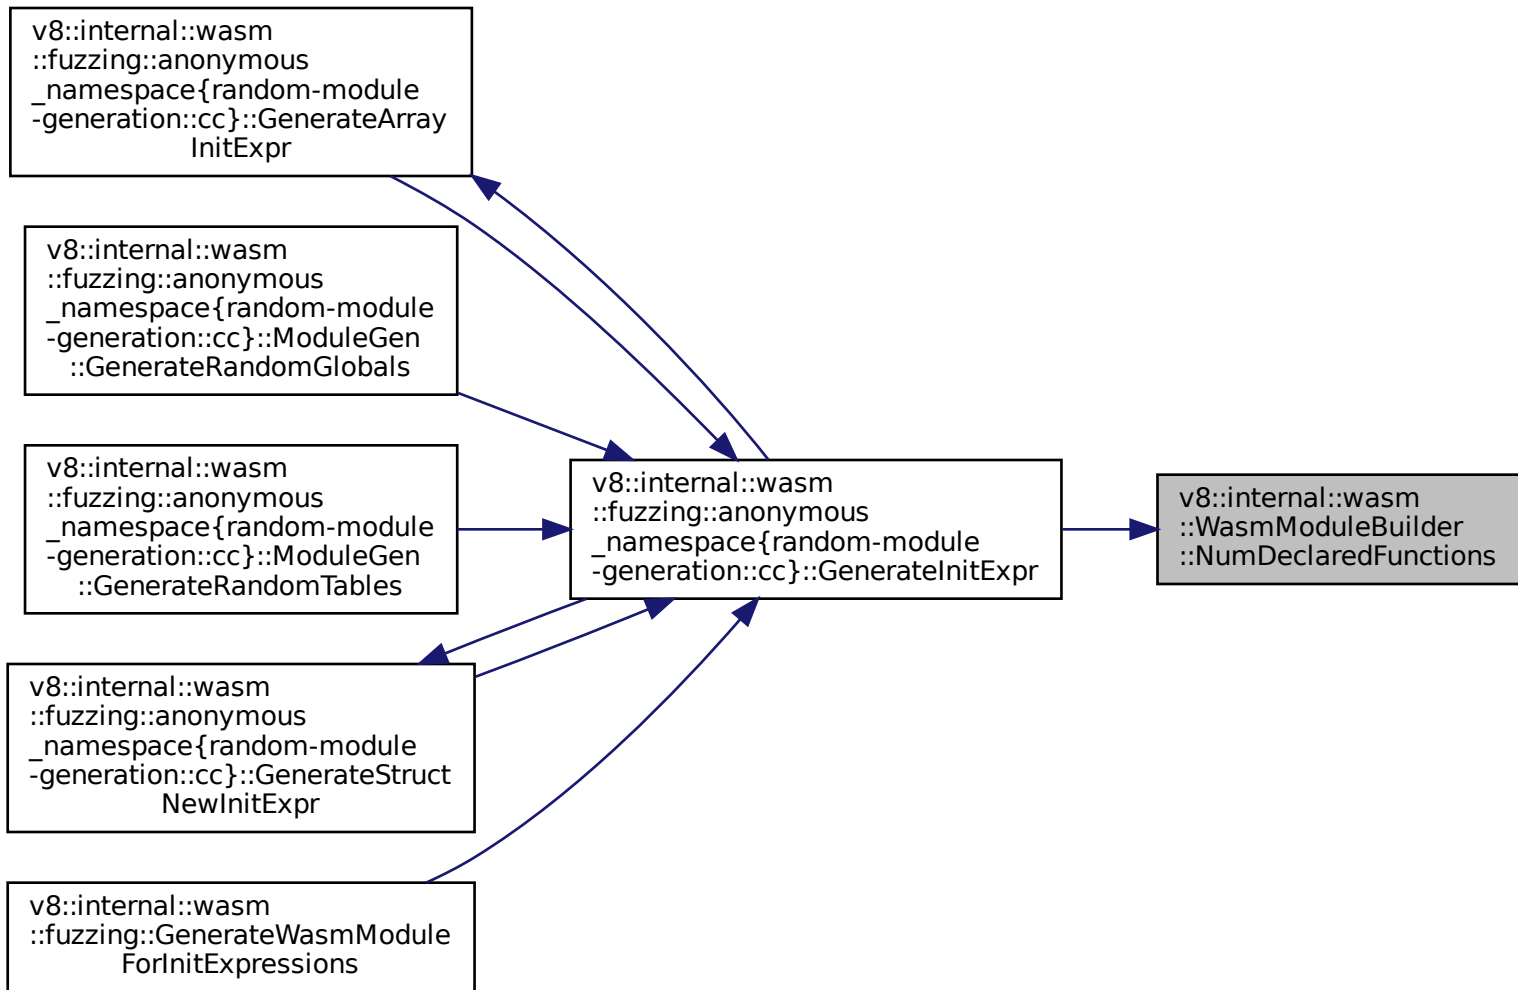 v8::internal::wasm
::fuzzing::anonymous
_namespace{random-module
-generation::cc}::GenerateArray
InitExpr
v8::internal::wasm
::fuzzing::anonymous
_namespace{random-module
-generation::cc}::ModuleGen
::GenerateRandomGlobals
v8::internal::wasm
::fuzzing::anonymous
_namespace{random-module
-generation::cc}::ModuleGen
::GenerateRandomTables
v8::internal::wasm
::fuzzing::anonymous
_namespace{random-module
-generation::cc}::GenerateStruct
NewInitExpr
v8::internal::wasm
::fuzzing::GenerateWasmModule
ForInitExpressions
v8::internal::wasm
::fuzzing::anonymous
_namespace{random-module
-generation::cc}::GenerateInitExpr
v8::internal::wasm
::WasmModuleBuilder
::NumDeclaredFunctions